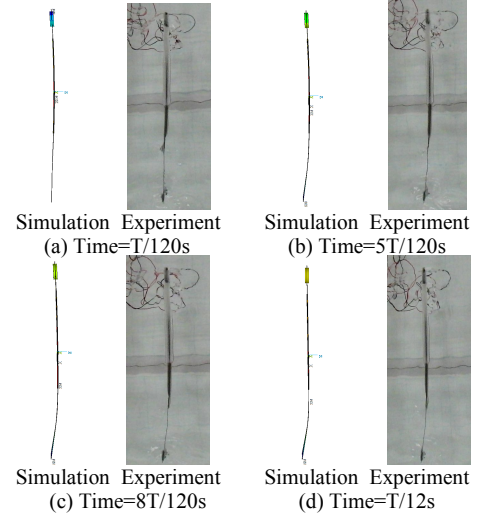 Simulation Experiment
(a) Time=T/120s
Simulation Experiment
(b) Time=5T/120s
Simulation Experiment
(c) Time=8T/120s
Simulation Experiment
(d) Time=T/12s